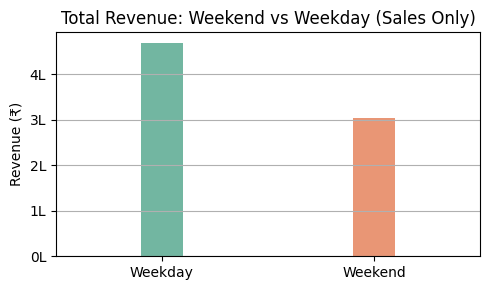 Total Revenue: Weekend vs Weekday (Sales Only)
Revenue (₹)
4L
3L
2L
1L
0L
Weekday
Weekend